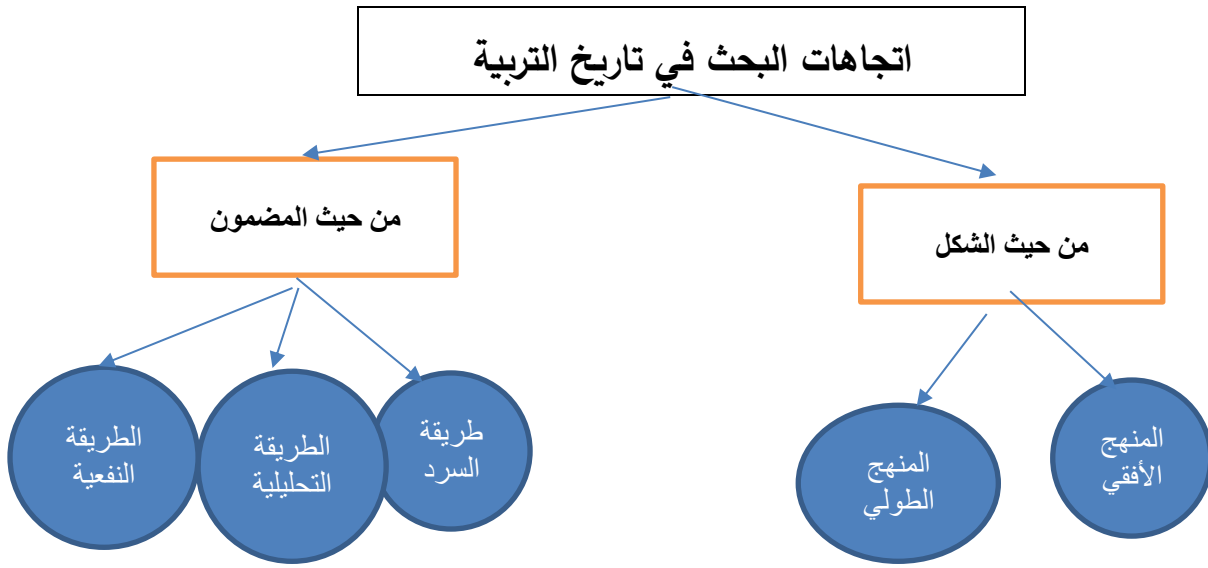 اتجاهات البحث في تاريخ التربية
من حيث الشكل
من حيث المضمون
المنهج
الأفقي
المنهج
الطولي
طريقة
السرد
الطريقة
التحليلية
الطريقة
النفعية